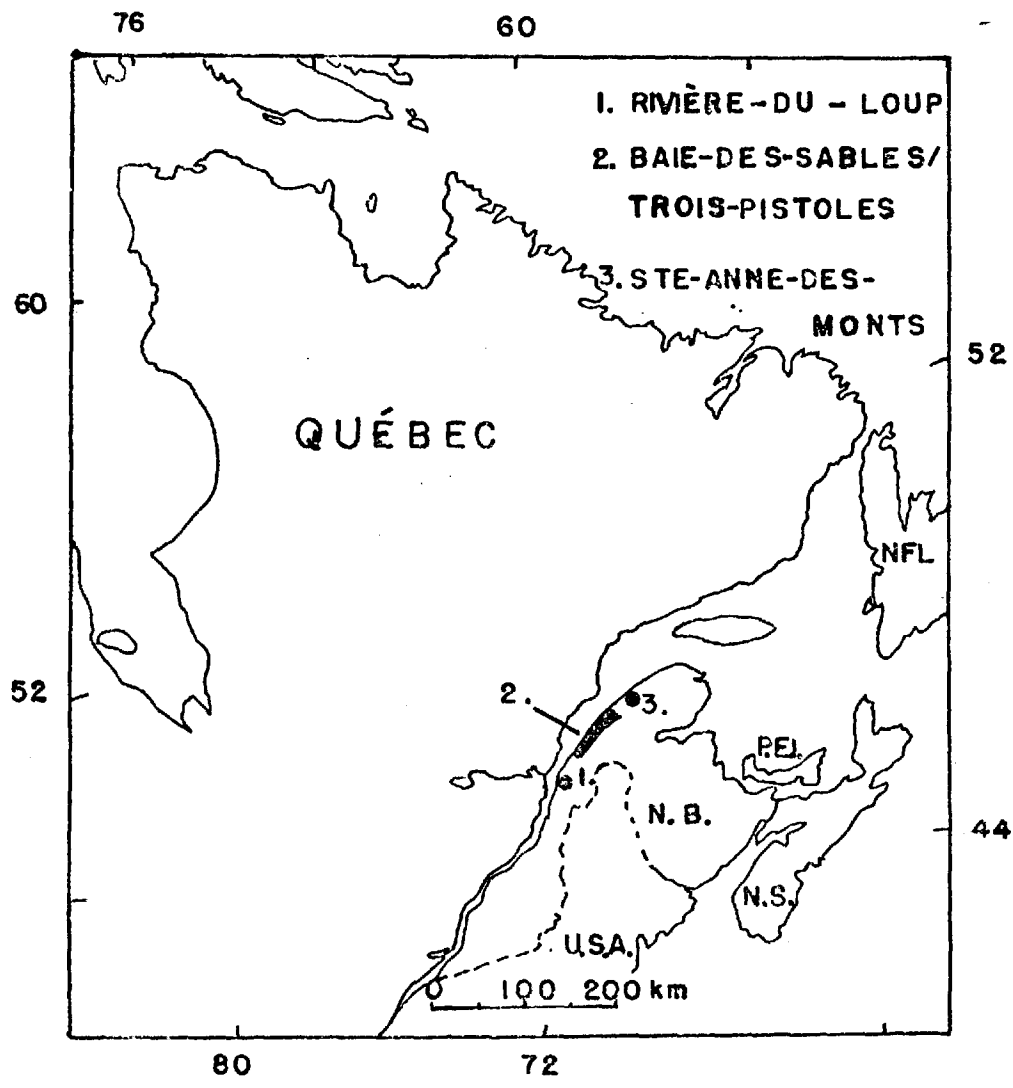 76 60
1. RIVIÈRE-DU-LOUP
2. BAIE-DES-SABLES/
TROIS-PISTOLES
3. STE-ANNE-DES-
MONTS
60
52
QUÉBEC
NFL
52
2.
3.
P.E.I.
1.
N.B.
44
N.S.
U.S.A.
0 100 200 km
80 72